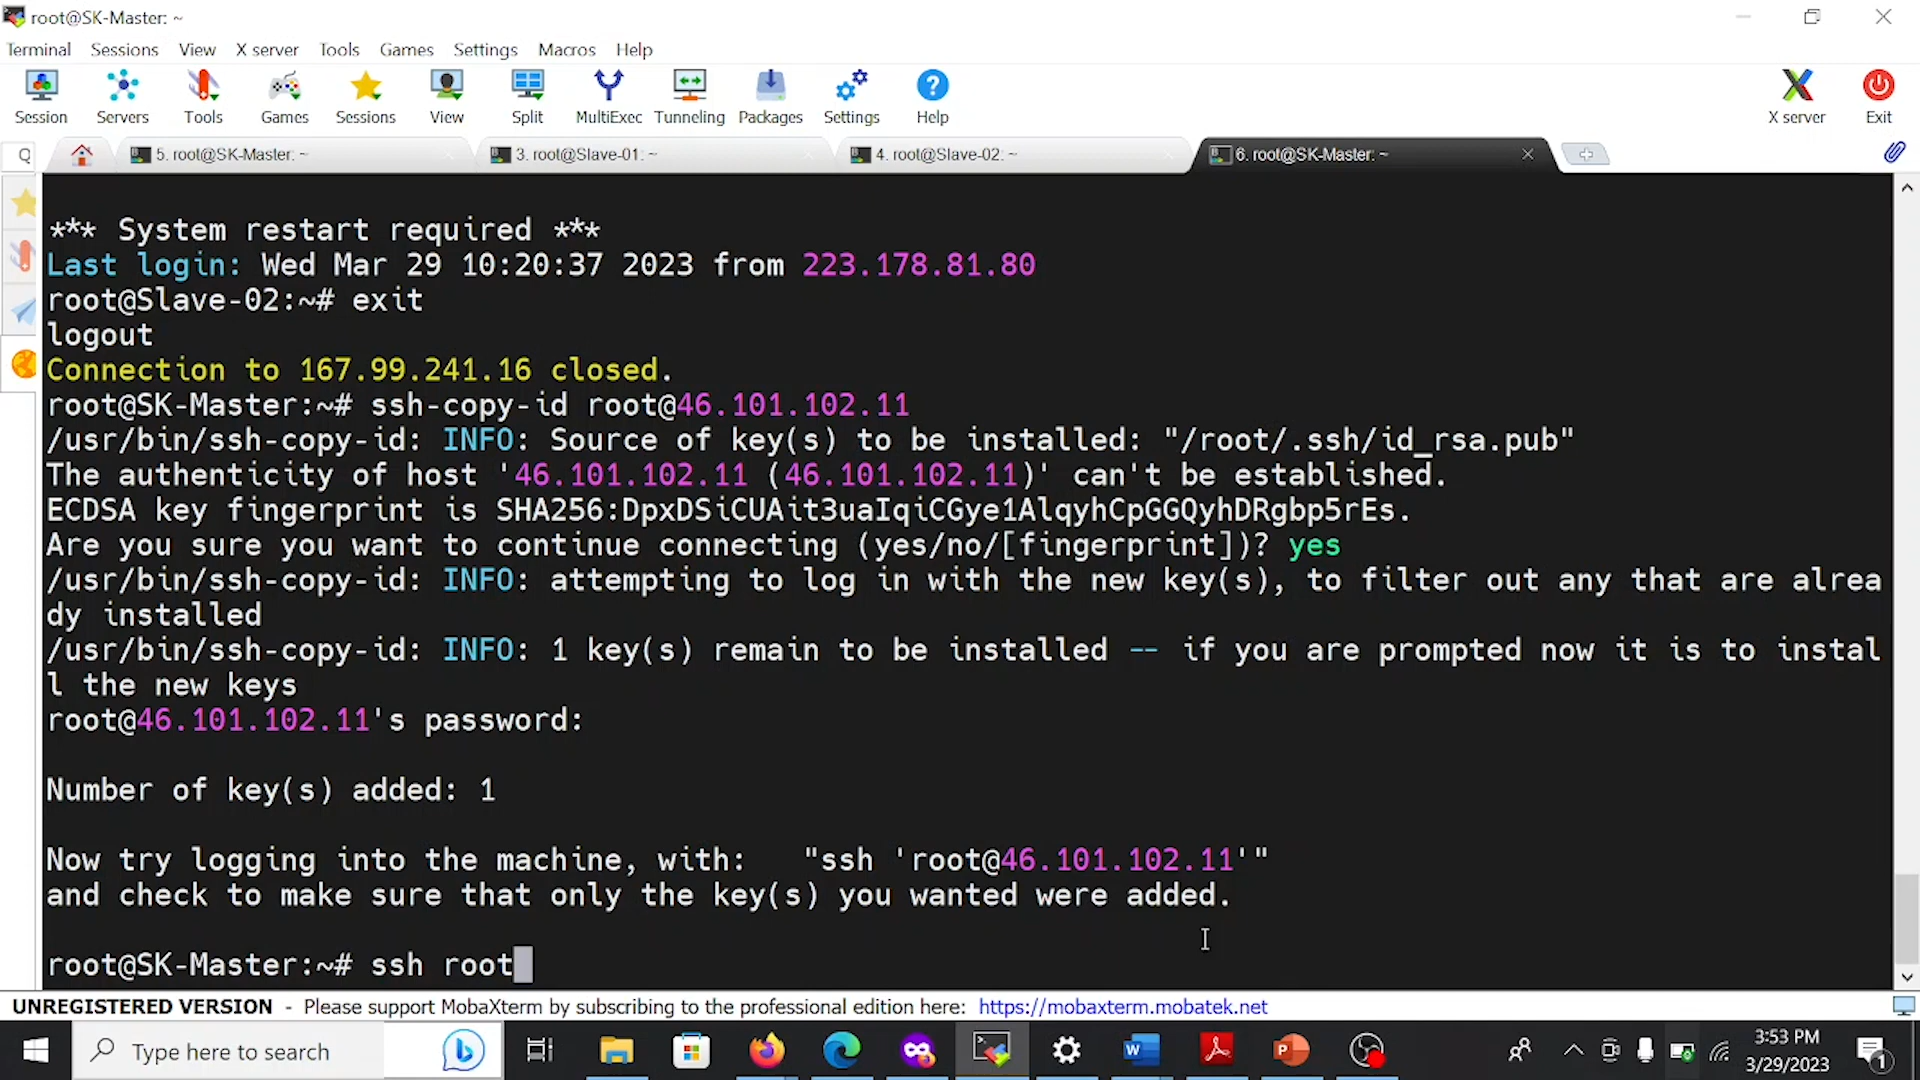 root@SK-Master: ~
Terminal Sessions View X server Tools Games Settings Macros Help
Session Servers Tools Games Sessions View Split MultiExec Tunneling Packages Settings Help X server Exit
5. root@SK-Master: ~ 3. root@Slave-01: ~ 4. root@Slave-02: ~ 6. root@SK-Master: ~
*** System restart required ***
Last login: Wed Mar 29 10:20:37 2023 from 223.178.81.80
root@Slave-02:~# exit
logout
Connection to 167.99.241.16 closed.
root@SK-Master:~# ssh-copy-id root@46.101.102.11
/usr/bin/ssh-copy-id: INFO: Source of key(s) to be installed: "/root/.ssh/id_rsa.pub"
The authenticity of host '46.101.102.11 (46.101.102.11)' can't be established.
ECDSA key fingerprint is SHA256:DpxDSiCUAit3uaIqiCGye1AlqyhCpGGQyhDRgbp5rEs.
Are you sure you want to continue connecting (yes/no/[fingerprint])? yes
/usr/bin/ssh-copy-id: INFO: attempting to log in with the new key(s), to filter out any that are alrea
dy installed
/usr/bin/ssh-copy-id: INFO: 1 key(s) remain to be installed -- if you are prompted now it is to instal
l the new keys
root@46.101.102.11's password:
Number of key(s) added: 1
Now try logging into the machine, with: "ssh 'root@46.101.102.11'"
and check to make sure that only the key(s) you wanted were added.
root@SK-Master:~# ssh root
UNREGISTERED VERSION - Please support MobaXterm by subscribing to the professional edition here: https://mobaxterm.mobatek.net
Type here to search
3:53 PM
3/29/2023
1